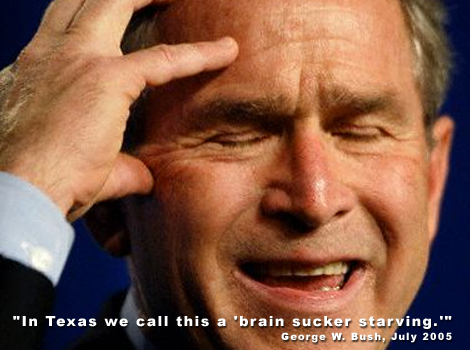 "In Texas we call this a 'brain sucker starving.'"
George W. Bush, July 2005